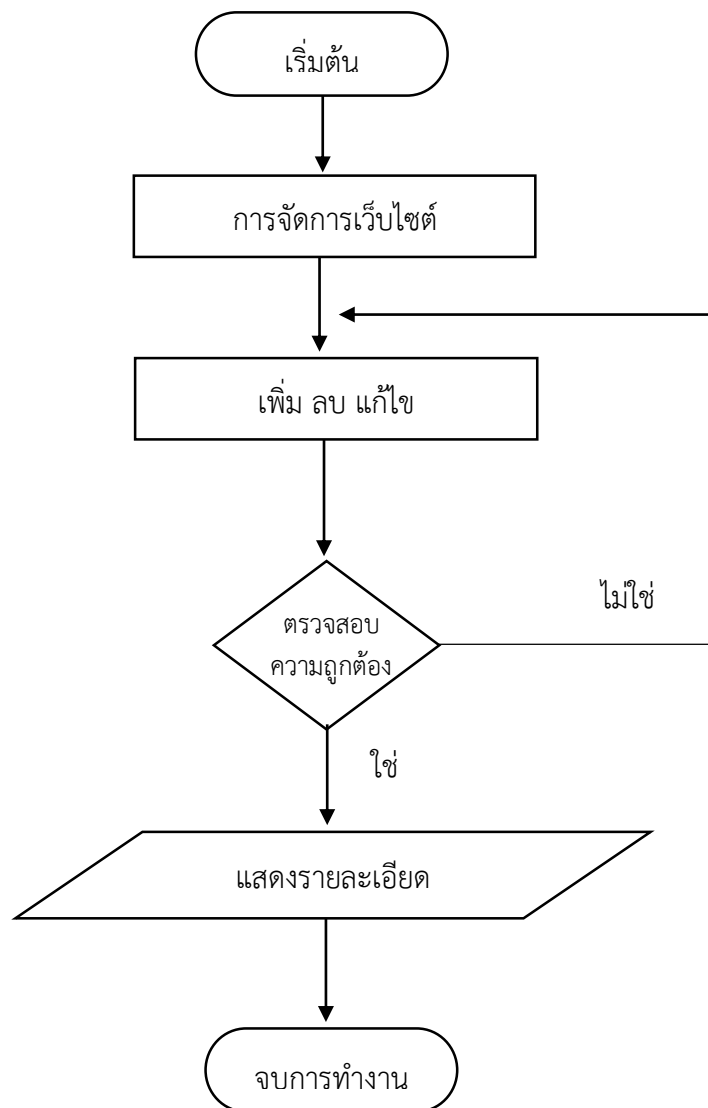 เริ่มต้น
การจัดการเว็บไซต์
เพิ่ม ลบ แก้ไข
ตรวจสอบ
ความถูกต้อง
ไม่ใช่
ใช่
แสดงรายละเอียด
จบการทำงาน